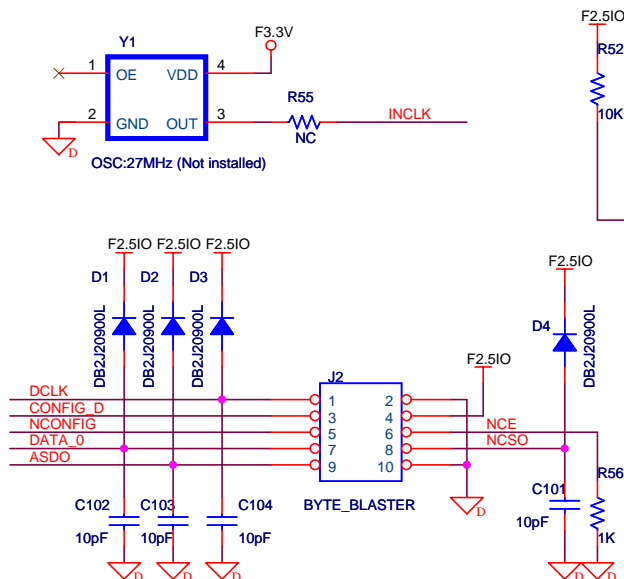 F3.3V
F2.5IO
Y1
R52
1 OE VDD 4
R55
10K
2 GND OUT 3
INCLK
NC
OSC:27MHz (Not installed)
D
F2.5IO F2.5IO F2.5IO
F2.5IO
D1 D2 D3
D4
DB2J20900L DB2J20900L DB2J20900L
DB2J20900L
F2.5IO
J2
DCLK 1 2
CONFIG_D 3 4
NCONFIG 5 6 NCE
DATA_0 7 8 NCSO
ASDO 9 10
R56
C101
C102 C103 C104
BYTE_BLASTER
10pF 10pF 10pF
10pF
1K
D
D D D
D D